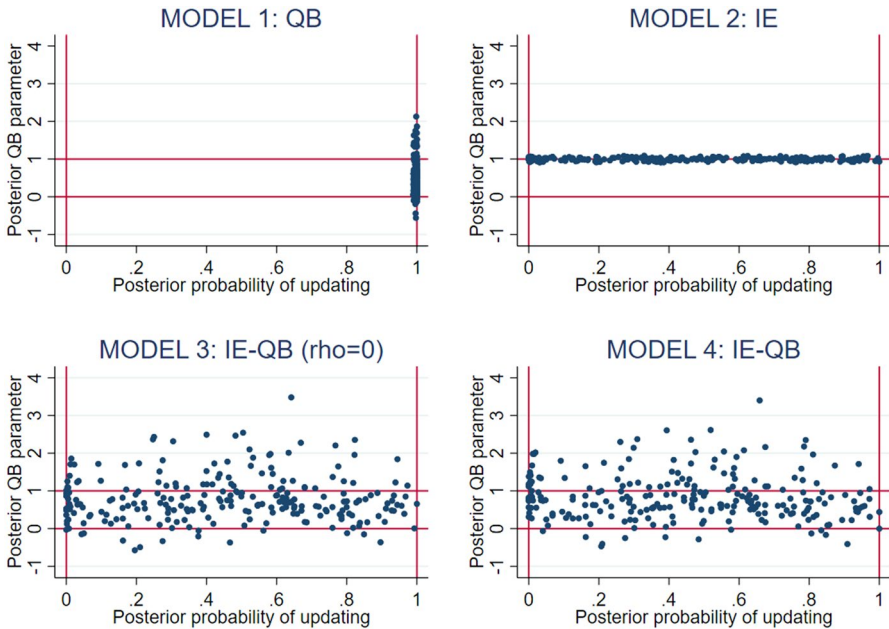 MODEL 1: QB
Posterior QB parameter
4
3
2
1
0
-1
0 .2 .4 .6 .8 1
Posterior probability of updating
MODEL 2: IE
Posterior QB parameter
4
3
2
1
0
-1
0 .2 .4 .6 .8 1
Posterior probability of updating
MODEL 3: IE-QB (rho=0)
Posterior QB parameter
4
3
2
1
0
-1
0 .2 .4 .6 .8 1
Posterior probability of updating
MODEL 4: IE-QB
Posterior QB parameter
4
3
2
1
0
-1
0 .2 .4 .6 .8 1
Posterior probability of updating